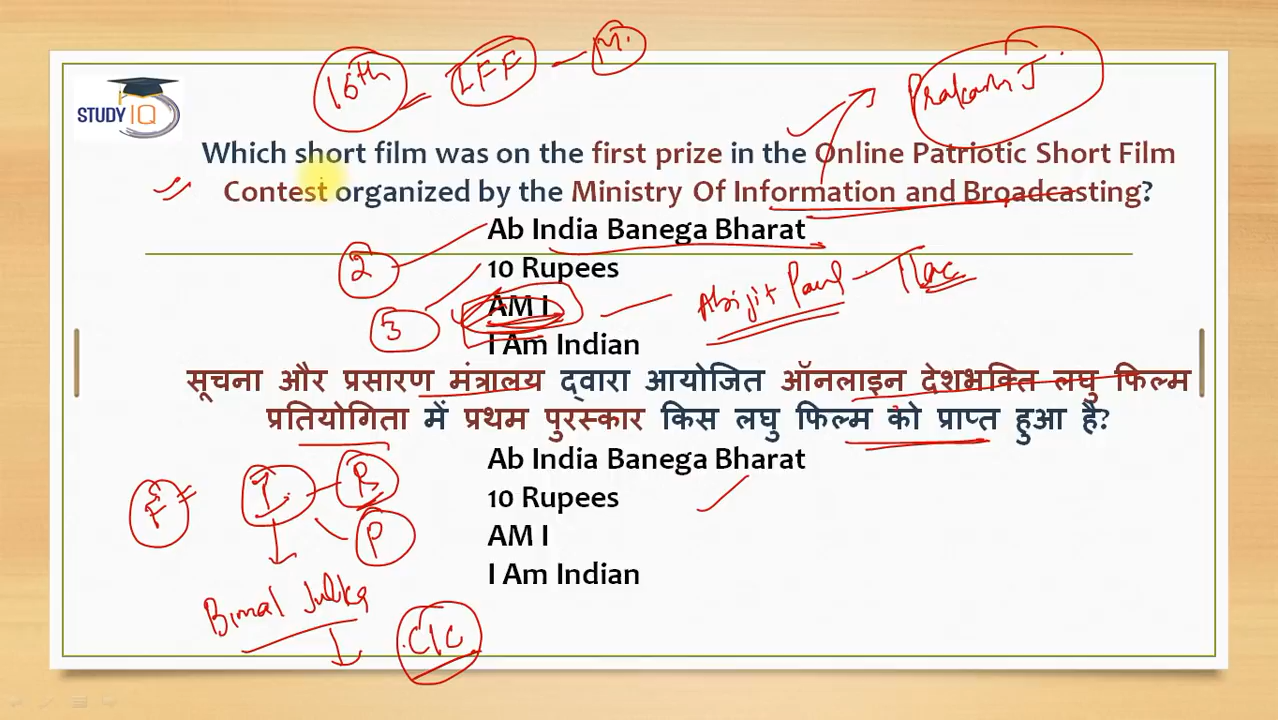 16th IFF - M.
Prakash J.
STUDY IQ
Which short film was on the first prize in the Online Patriotic Short Film
Contest organized by the Ministry Of Information and Broadcasting?
Ab India Banega Bharat
2
10 Rupees
3
AM I
Abijit Paul
I Am Indian
सूचना और प्रसारण मंत्रालय द्वारा आयोजित ऑनलाइन देशभक्ति लघु फिल्म
प्रतियोगिता में प्रथम पुरस्कार किस लघु फिल्म को प्राप्त हुआ है?
Ab India Banega Bharat
10 Rupees
AM I
I Am Indian
F I B
P
Bimal Julka
CIC